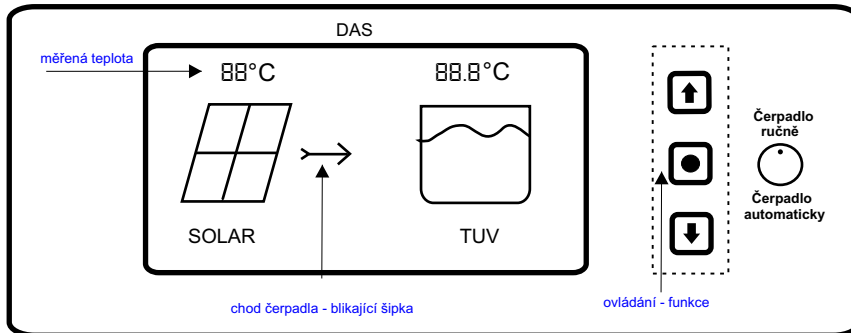 DAS
měřená teplota
88°C
88.8°C
SOLAR
TUV
chod čerpadla - blikající šipka
ovládání - funkce
Čerpadlo
ručně
Čerpadlo
automaticky